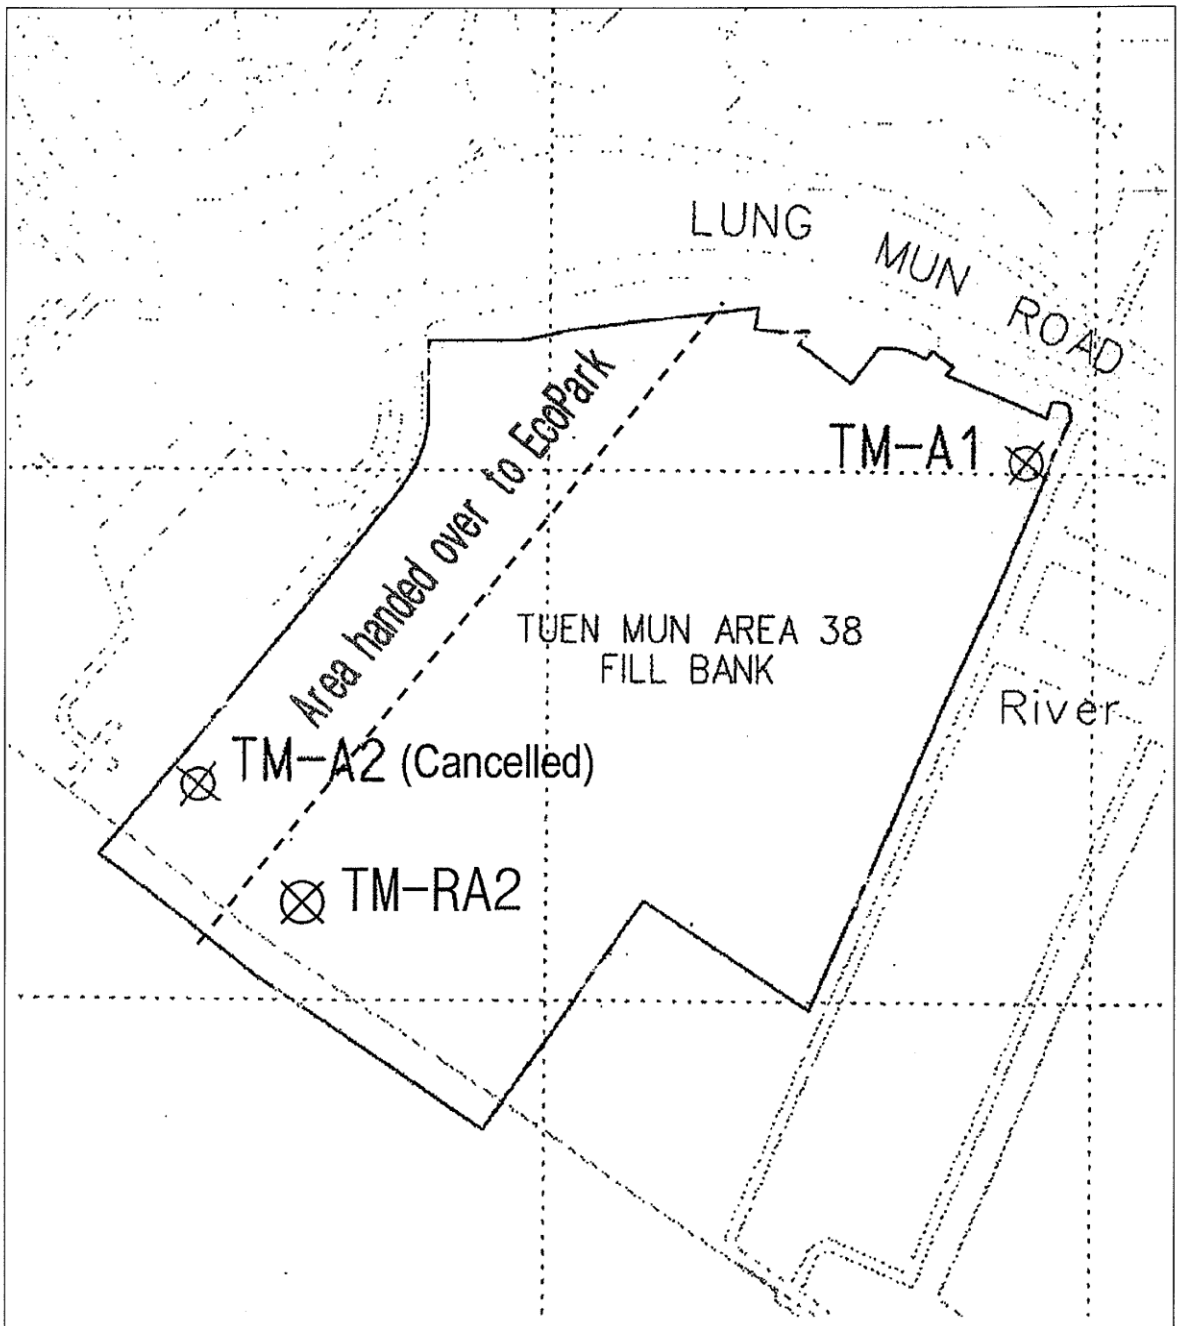 LUNG MUN ROAD
Area handed over to EcoPark
TM-A1
TUEN MUN AREA 38
FILL BANK
River
TM-A2 (Cancelled)
TM-RA2